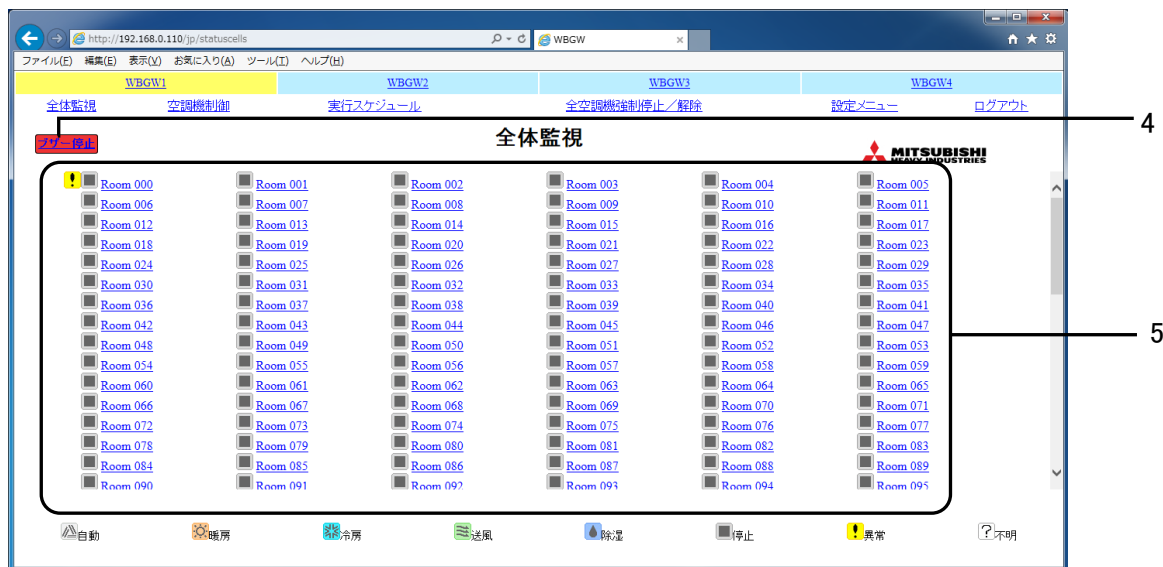 http://192.168.0.110/jp/statuscells WBGW
ファイル(F) 編集(E) 表示(V) お気に入り(A) ツール(T) ヘルプ(H)
WBGW1 WBGW2 WBGW3 WBGW4
全体監視 空調機制御 実行スケジュール 全空調機強制停止／解除 設定メニュー ログアウト
ブザー停止 全体監視 4
MITSUBISHI
HEAVY INDUSTRIES
Room 000 Room 001 Room 002 Room 003 Room 004 Room 005
Room 006 Room 007 Room 008 Room 009 Room 010 Room 011
Room 012 Room 013 Room 014 Room 015 Room 016 Room 017
Room 018 Room 019 Room 020 Room 021 Room 022 Room 023
Room 024 Room 025 Room 026 Room 027 Room 028 Room 029
Room 030 Room 031 Room 032 Room 033 Room 034 Room 035
Room 036 Room 037 Room 038 Room 039 Room 040 Room 041
Room 042 Room 043 Room 044 Room 045 Room 046 Room 047
Room 048 Room 049 Room 050 Room 051 Room 052 Room 053
5
Room 054 Room 055 Room 056 Room 057 Room 058 Room 059
Room 060 Room 061 Room 062 Room 063 Room 064 Room 065
Room 066 Room 067 Room 068 Room 069 Room 070 Room 071
Room 072 Room 073 Room 074 Room 075 Room 076 Room 077
Room 078 Room 079 Room 080 Room 081 Room 082 Room 083
Room 084 Room 085 Room 086 Room 087 Room 088 Room 089
Room 090 Room 091 Room 092 Room 093 Room 094 Room 095
自動 暖房 冷房 送風 除湿 停止 異常 ?不明